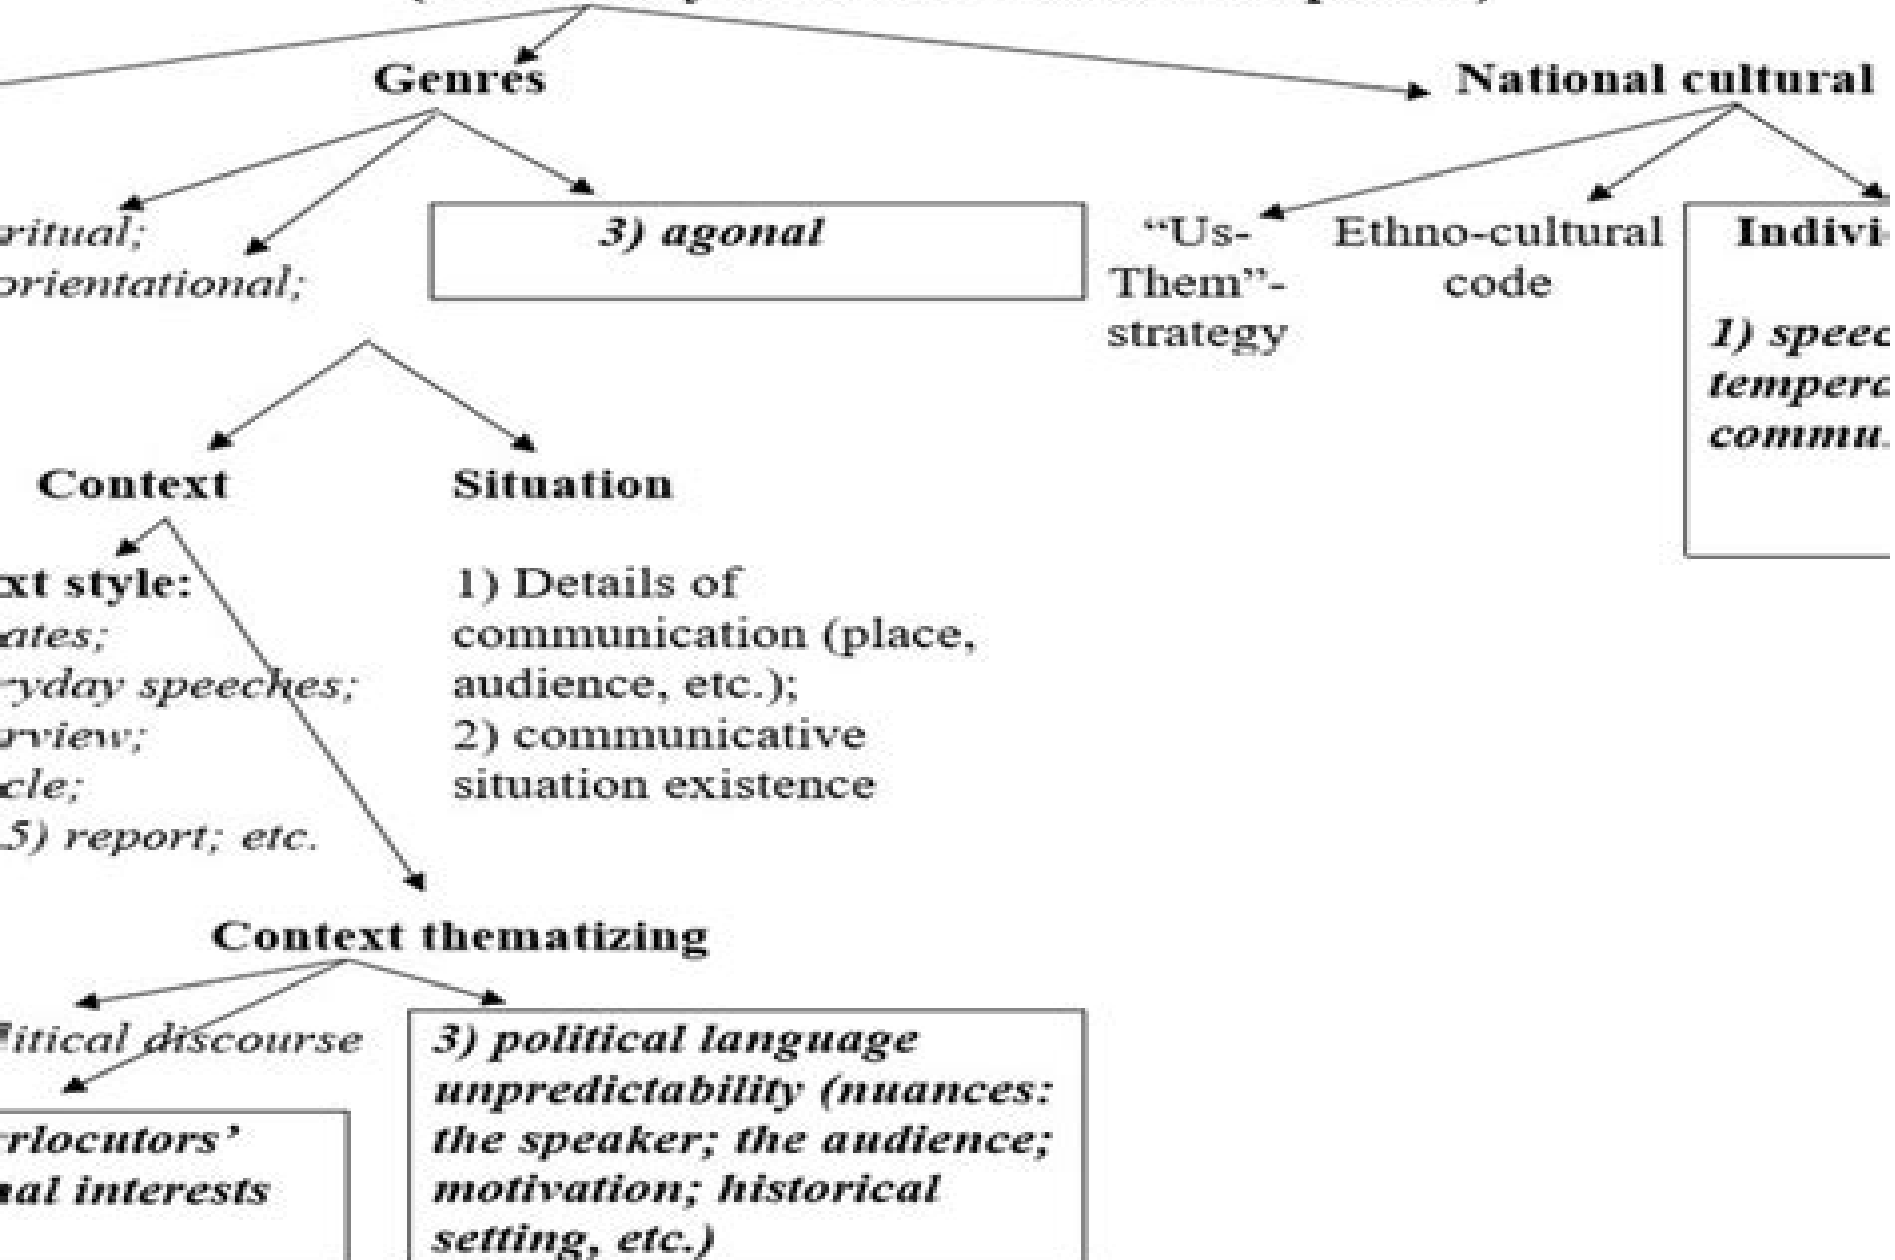 Genres
National cultural
ritual;
orientational;
3) agonal
“Us-
Them”-
strategy
Ethno-cultural
code
Indivi-
1) speec
tempera
commu.
Context
Situation
xt style:
ates;
ryday speeches;
rview;
cle;
5) report; etc.
1) Details of
communication (place,
audience, etc.);
2) communicative
situation existence
Context thematizing
litical discourse
rlocutors’
nal interests
3) political language
unpredictability (nuances:
the speaker; the audience;
motivation; historical
setting, etc.)